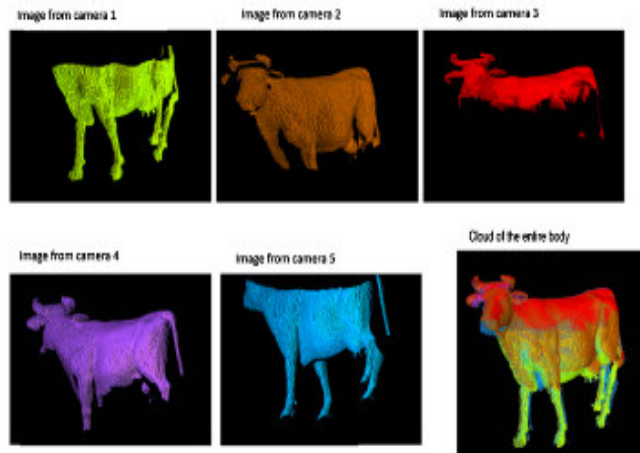 Image from camera 1
Image from camera 2
Image from camera 3
Image from camera 4
Image from camera 5
Cloud of the entire body